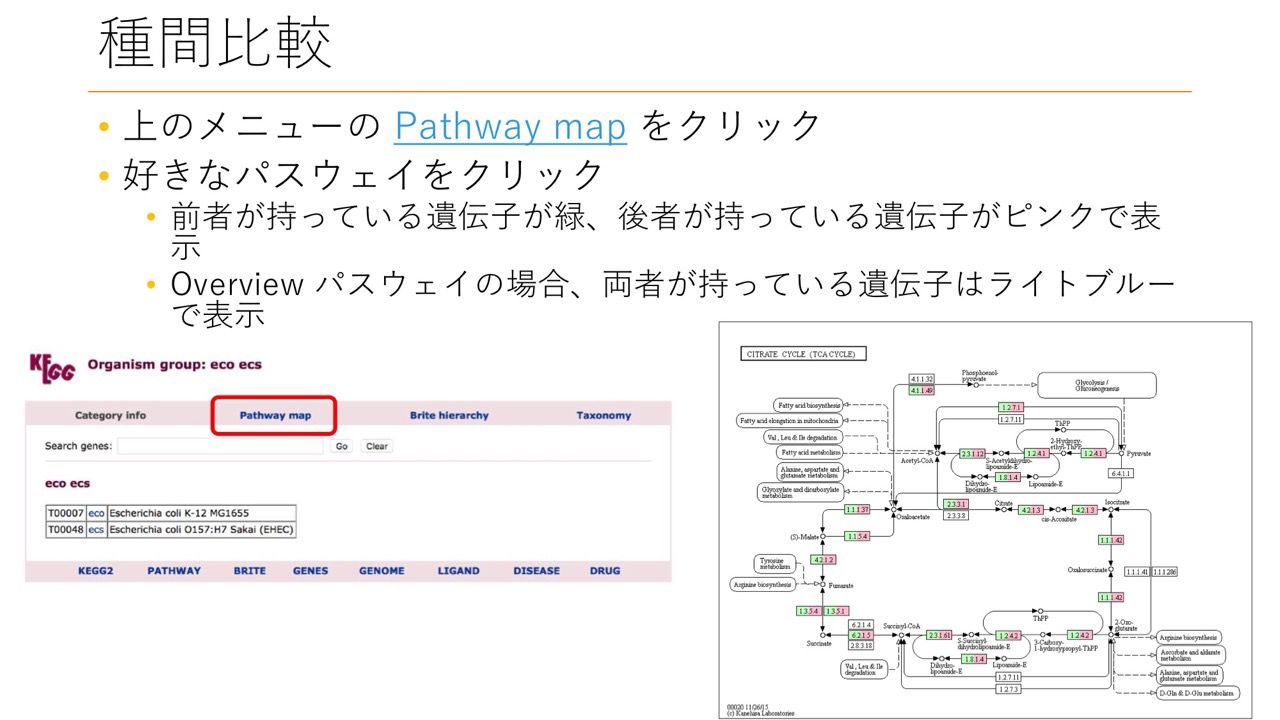 種間比較
上のメニューの Pathway map をクリック
好きなパスウェイをクリック
前者が持っている遺伝子が緑、後者が持っている遺伝子がピンクで表
示
Overview パスウェイの場合、両者が持っている遺伝子はライトブルー
で表示
KEGG
Organism group: eco ecs
Category info Pathway map Brite hierarchy Taxonomy
Search genes: Go Clear
eco ecs
T00007 eco Escherichia coli K-12 MG1655
T00048 ecs Escherichia coli O157:H7 Sakai (EHEC)
KEGG2 PATHWAY BRITE GENES GENOME LIGAND DISEASE DRUG
CITRATE CYCLE (TCA CYCLE)
Phosphoenol-
pyruvate
4.1.1.32
4.1.1.49
Glycolysis /
Gluconeogenesis
Fatty acid biosynthesis
Fatty acid elongation in mitochondria
Val, Leu & Ile degradation
Fatty acid metabolism
Alanine, aspartate and
glutamate metabolism
Glyoxylate and dicarboxylate
metabolism
1.2.7.1
1.2.7.11
ThPP
2-Hydroxy-
ethyl-ThPP
Acetyl-CoA
2.3.1.12
S-Acetyldihydro-
lipoamide-E
1.2.4.1
1.2.4.1
Pyruvate
1.8.1.4
Dihydro-
lipoamide-E
Lipoamide-E
6.4.1.1
1.1.1.37
Oxaloacetate
2.3.3.1
2.3.3.8
Citrate
4.2.1.3
cis-Aconitate
4.2.1.3
Isocitrate
(S)-Malate
1.1.5.4
1.1.1.42
4.2.1.2
Tyrosine
metabolism
Arginine biosynthesis
Fumarate
Oxalosuccinate
1.1.1.41
1.1.1.286
1.1.1.42
1.3.5.4
1.3.5.1
Succinate
6.2.1.4
6.2.1.5
2.8.3.18
Succinyl-CoA
2.3.1.61
S-Succinyl-
dihydrolipoamide-E
1.2.4.2
ThPP
3-Carboxy-
1-hydroxypropyl-ThPP
1.2.4.2
2-Oxo-
glutarate
1.8.1.4
Dihydro-
lipoamide-E
Lipoamide-E
Val, Leu & Ile
degradation
1.2.7.11
1.2.7.3
Arginine biosynthesis
Ascorbate and aldarate
metabolism
Alanine, aspartate and
glutamate metabolism
D-Gln & D-Glu metabolism
00020 11/26/15
(c) Kanehisa Laboratories